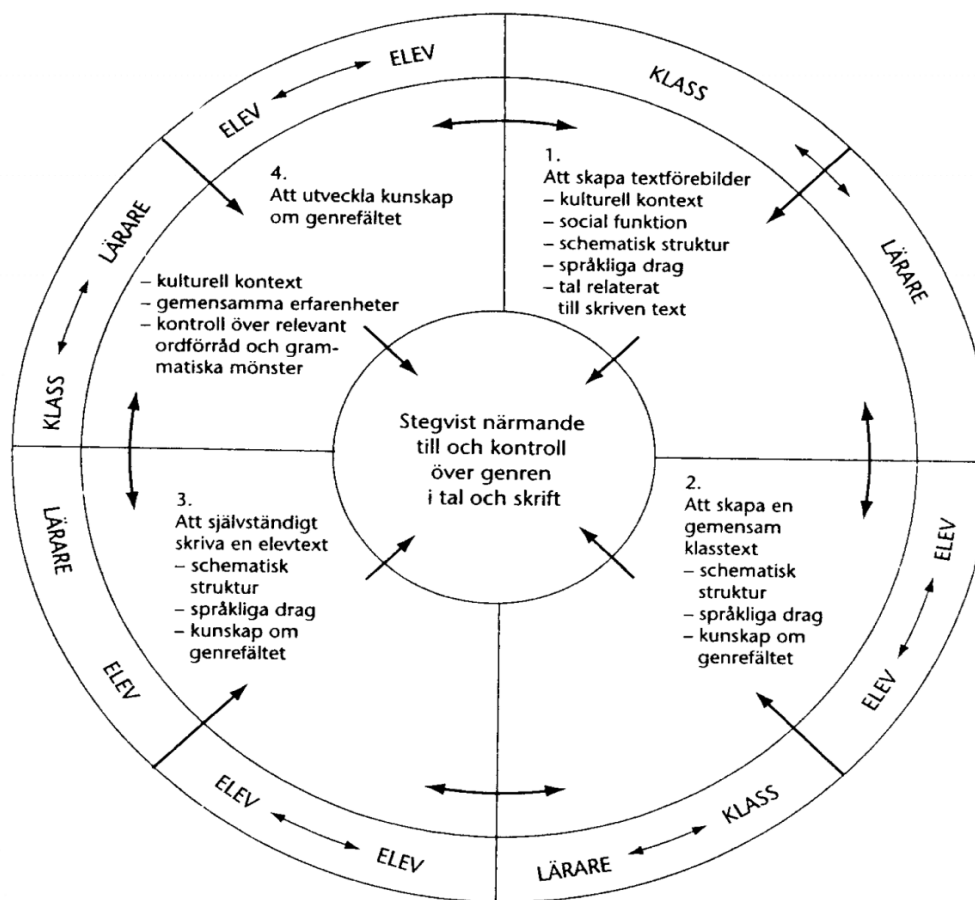 ELEV
ELEV
KLASS
LÄRARE
1.
Att skapa textförebilder
– kulturell kontext
– social funktion
– schematisk struktur
– språkliga drag
– tal relaterat
till skriven text
4.
Att utveckla kunskap
om genrefältet
– kulturell kontext
– gemensamma erfarenheter
– kontroll över relevant
ordförråd och gram-
matiska mönster
LÄRARE
KLASS
Stegvist närmande
till och kontroll
över genren
i tal och skrift
3.
Att självständigt
skriva en elevtext
– schematisk
struktur
– språkliga drag
– kunskap om
genrefältet
2.
Att skapa en
gemensam
klasstext
– schematisk
struktur
– språkliga drag
– kunskap om
genrefältet
LÄRARE
ELEV
ELEV
ELEV
ELEV
ELEV
LÄRARE
KLASS